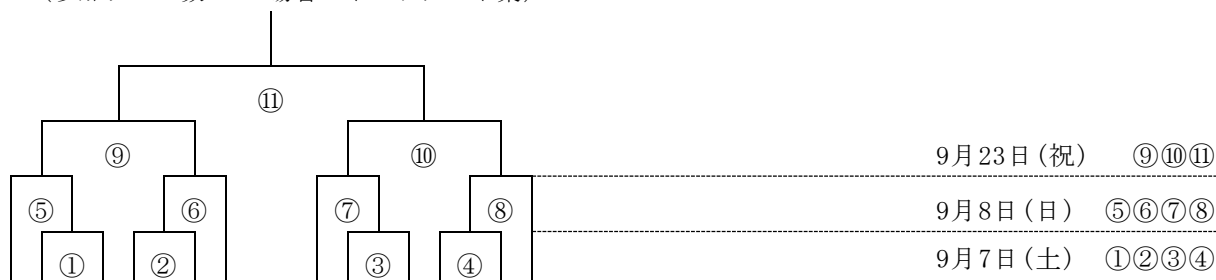 ⑪
⑨ ⑩ 9月23日(祝) ⑨⑩⑪
⑤ ⑥ ⑦ ⑧ 9月8日(日) ⑤⑥⑦⑧
① ② ③ ④ 9月7日(土) ①②③④